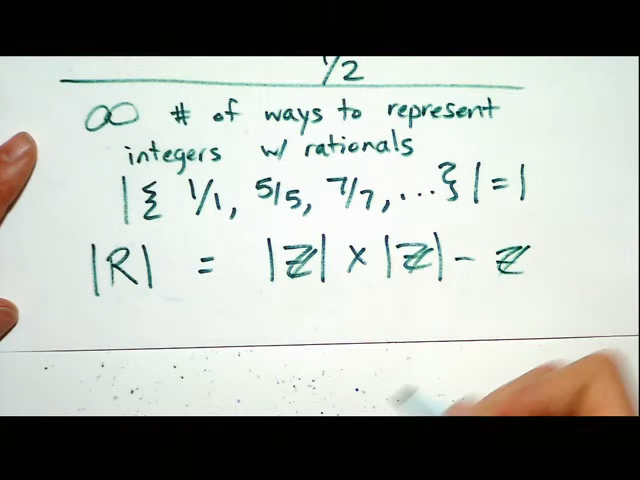 1/2
∞ # of ways to represent
integers w/ rationals
|{ 1/1, 5/5, 7/7, ...}| = 1
|R| = |ℤ| × |ℤ| - ℤ